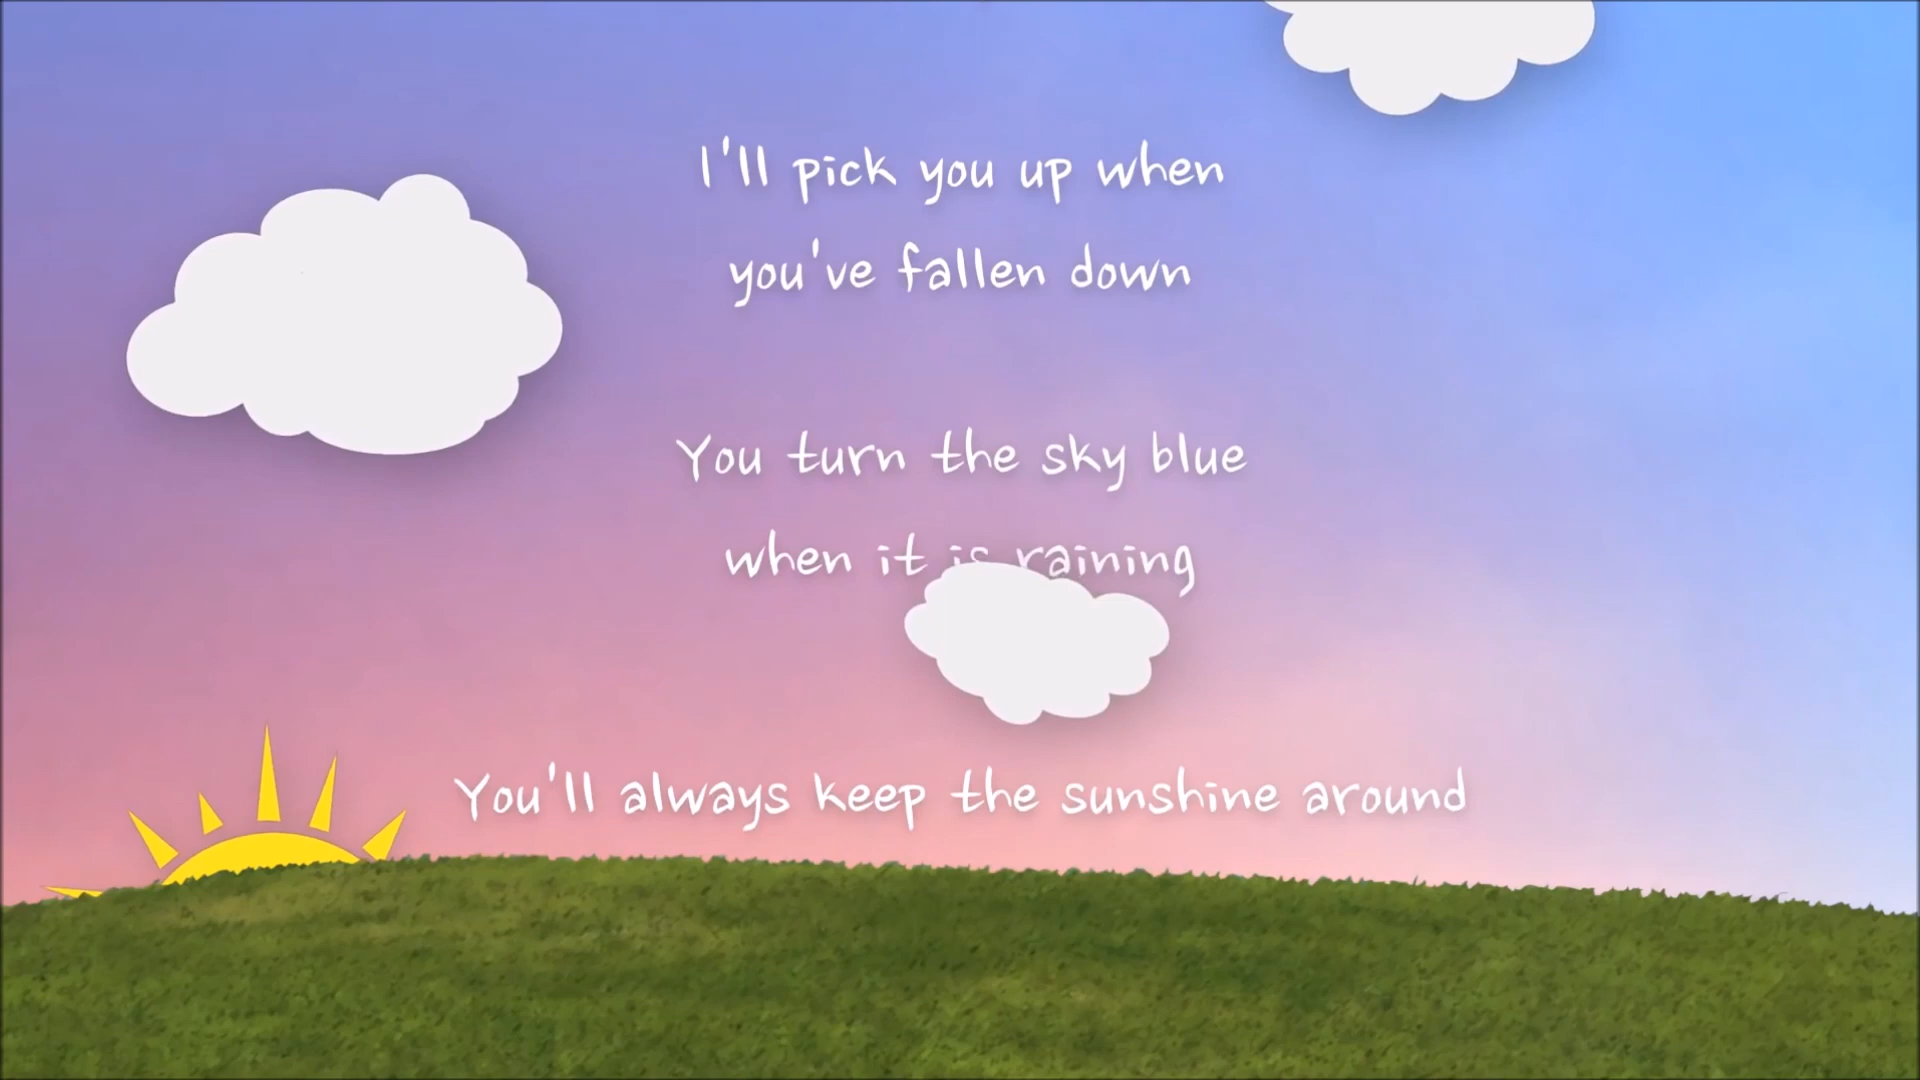 I'll pick you up when
you've fallen down
You turn the sky blue
when it is raining
You'll always keep the sunshine around